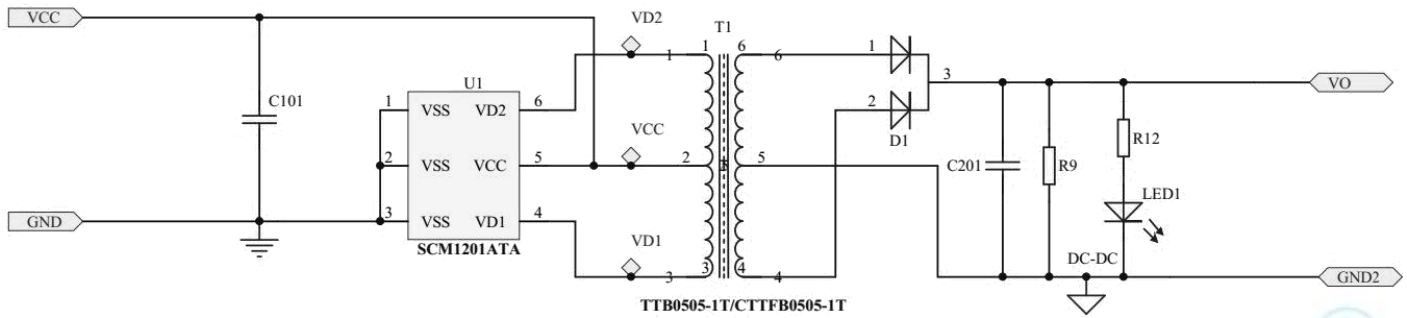 VCC
VD2
T1
1
1
6
6
1
3
VO
U1
C101
1
VSS
VD2
6
2
D1
R12
VCC
2
VSS
VCC
5
2
5
C201
R9
LED1
GND
3
VSS
VD1
4
SCM1201ATA
VD1
3
3
4
4
DC-DC
GND2
TTB0505-1T/CTTFB0505-1T